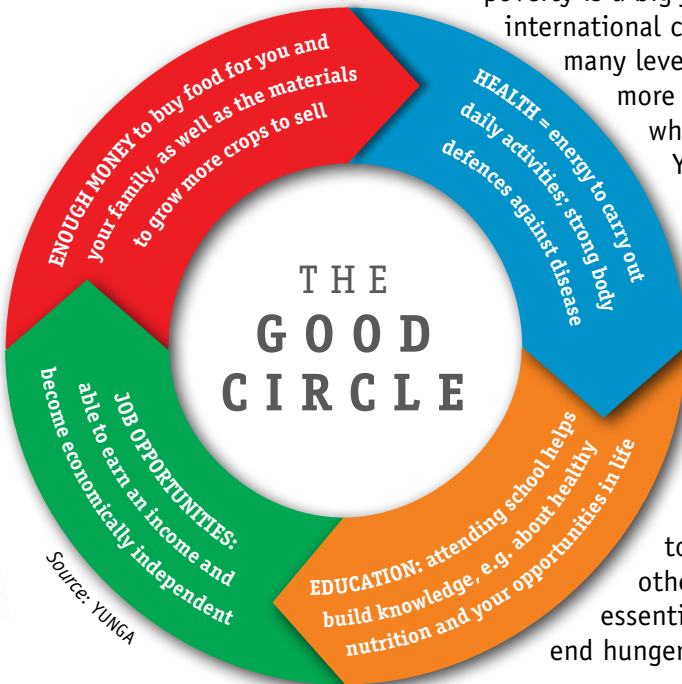 poverty is a big
international c
many leve
more
wh
Y
ENOUGH MONEY to buy food for you and
your family, as well as the materials
to grow more crops to sell
HEALTH = energy to carry out
daily activities; strong body
defences against disease
THE
GOOD
CIRCLE
EDUCATION: attending school helps
build knowledge, e.g. about healthy
nutrition and your opportunities in life
JOB OPPORTUNITIES:
able to earn an income and
become economically independent
Source: YUNGA
to
othe
essenti
end hunger